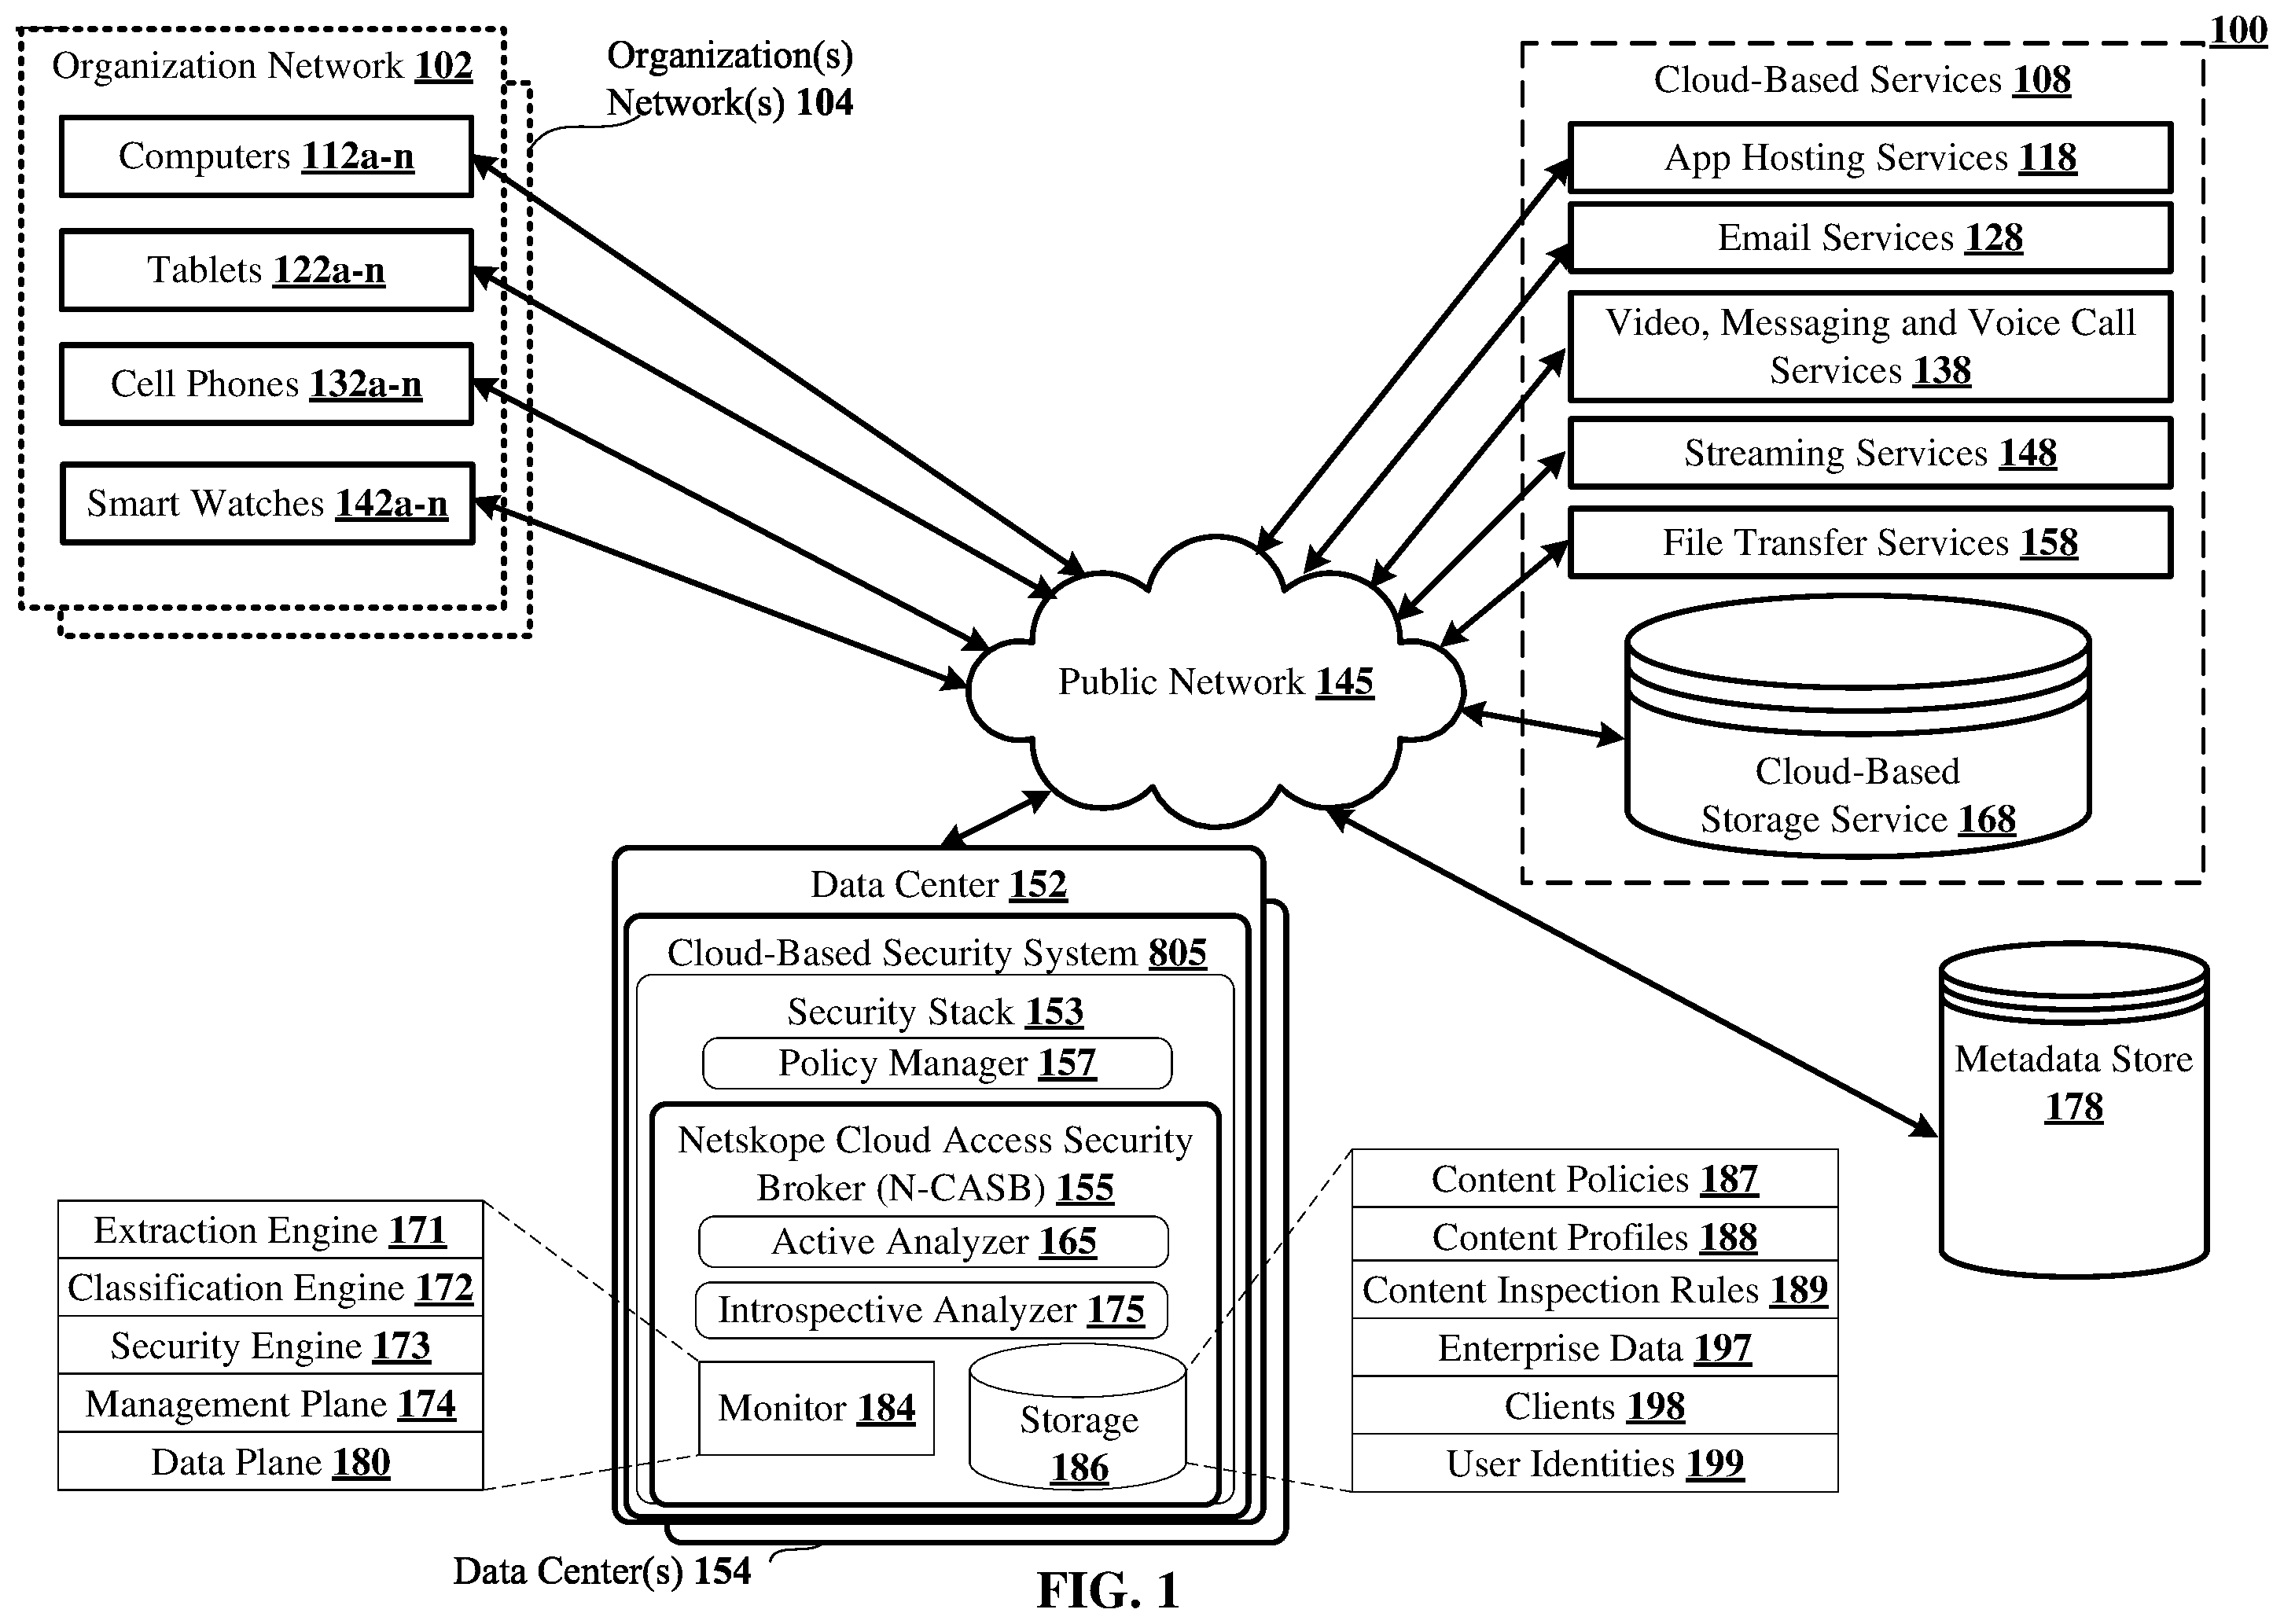 100
Organization Network 102
Computers 112a-n
Tablets 122a-n
Cell Phones 132a-n
Smart Watches 142a-n
Organization(s)
Network(s) 104
Cloud-Based Services 108
App Hosting Services 118
Email Services 128
Video, Messaging and Voice Call
Services 138
Streaming Services 148
File Transfer Services 158
Cloud-Based
Storage Service 168
Public Network 145
Metadata Store
178
Data Center 152
Cloud-Based Security System 805
Security Stack 153
Policy Manager 157
Netskope Cloud Access Security
Broker (N-CASB) 155
Active Analyzer 165
Introspective Analyzer 175
Monitor 184
Storage
186
Extraction Engine 171
Classification Engine 172
Security Engine 173
Management Plane 174
Data Plane 180
Content Policies 187
Content Profiles 188
Content Inspection Rules 189
Enterprise Data 197
Clients 198
User Identities 199
Data Center(s) 154
FIG. 1